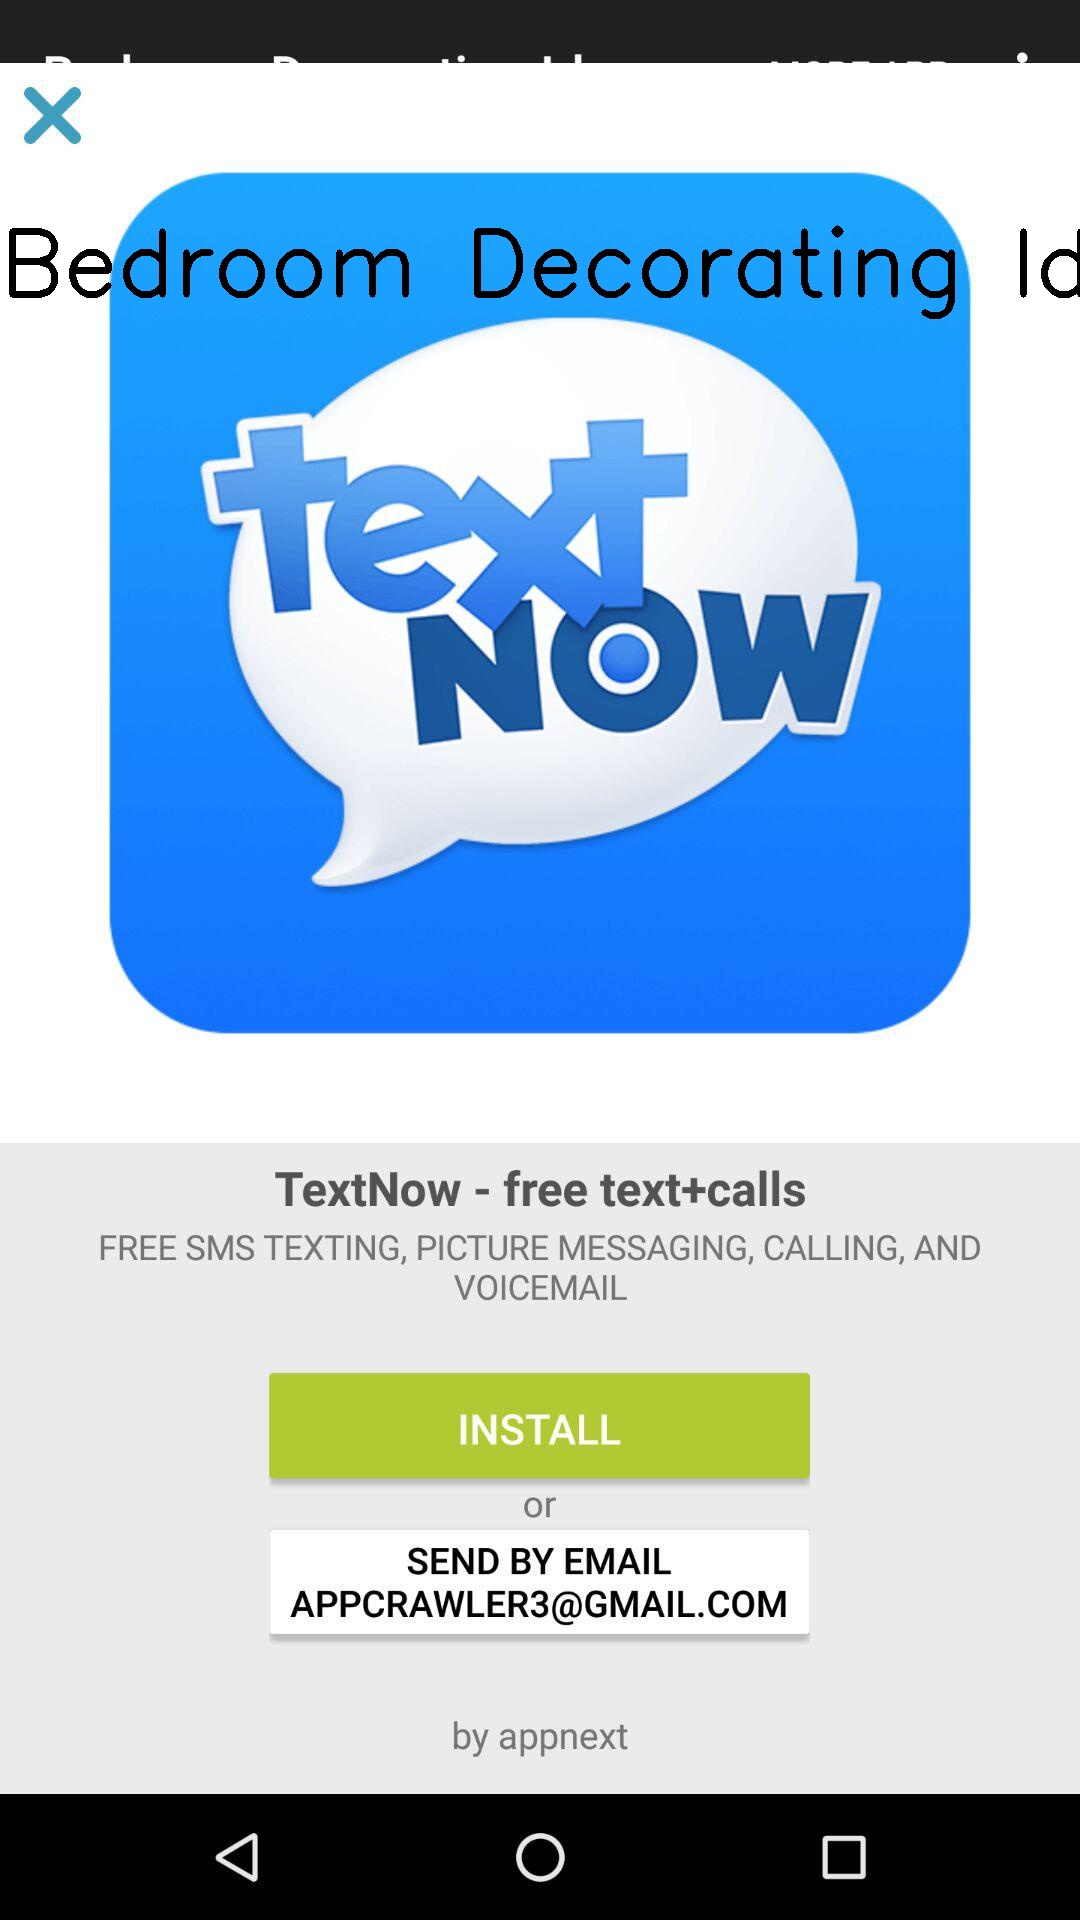 Bedroom Decorating Id
text
NOW
TextNow - free text+calls
FREE SMS TEXTING, PICTURE MESSAGING, CALLING, AND
VOICEMAIL
INSTALL
or
SEND BY EMAIL
APPCRAWLER3@GMAIL.COM
by appnext